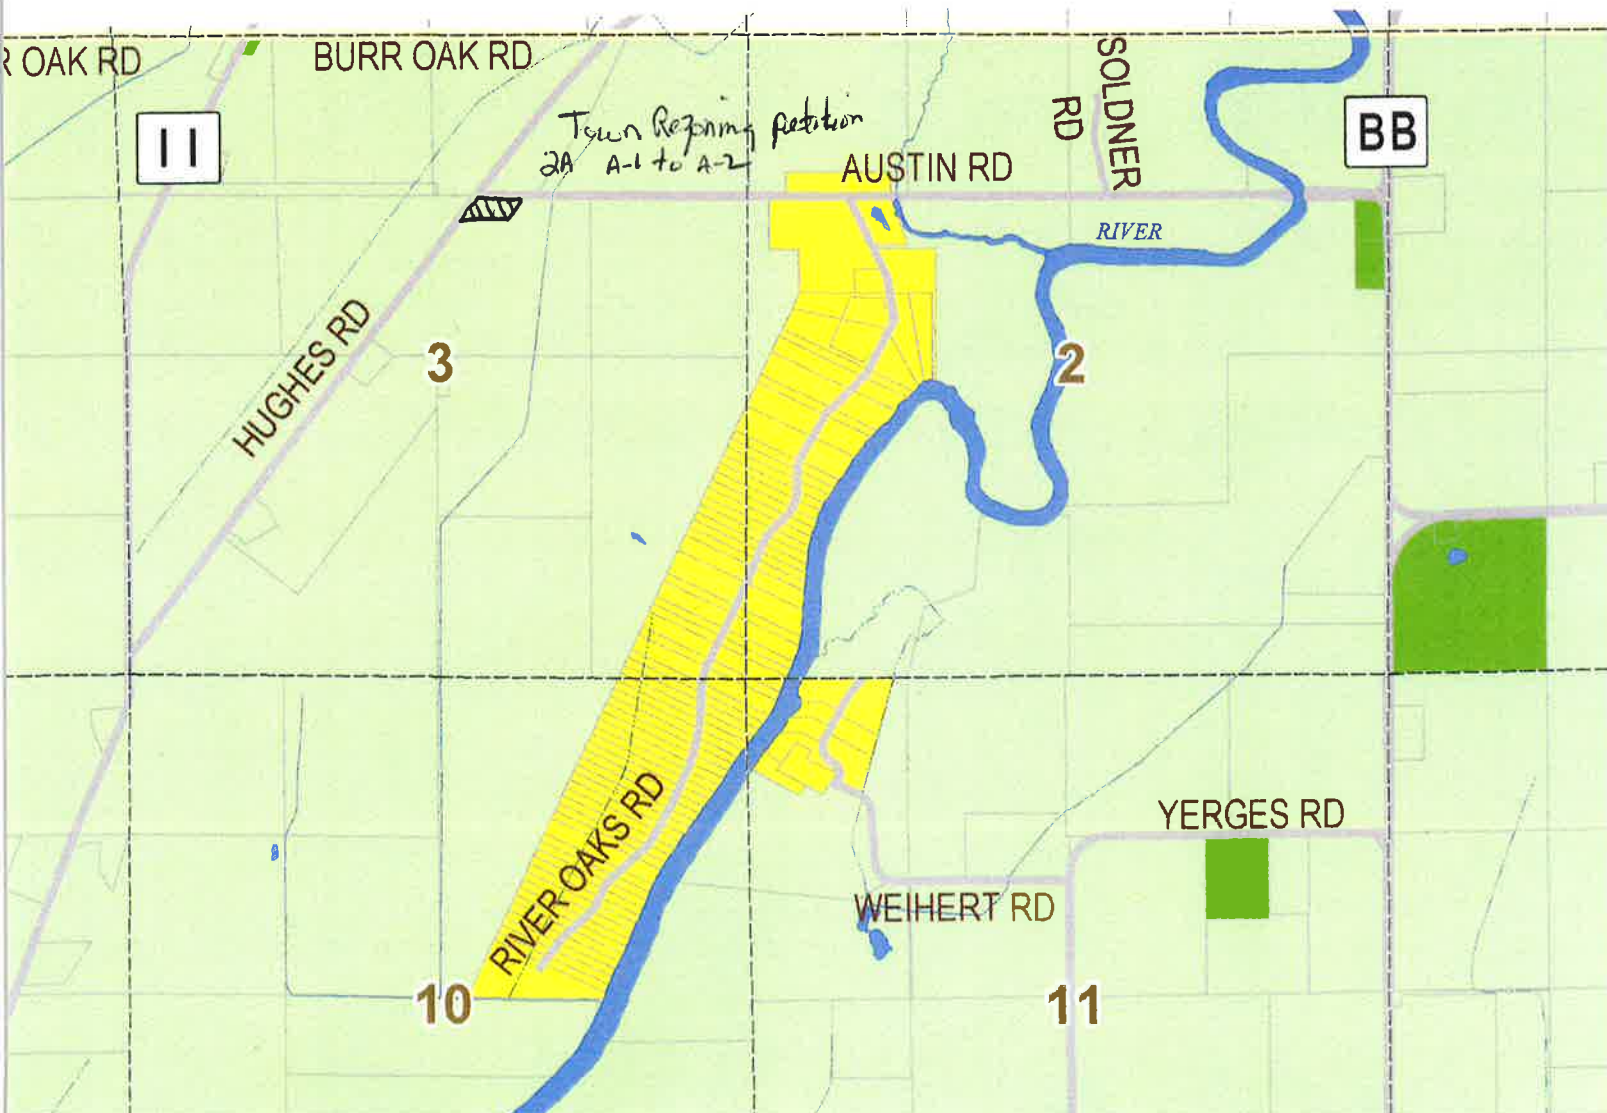 R OAK RD
BURR OAK RD
SOLDNER
RD
II
BB
Town Rezoning petition
2A A-1 to A-2
AUSTIN RD
RIVER
HUGHES RD
3
2
RIVER OAKS RD
YERGES RD
WEIHERT RD
10
11